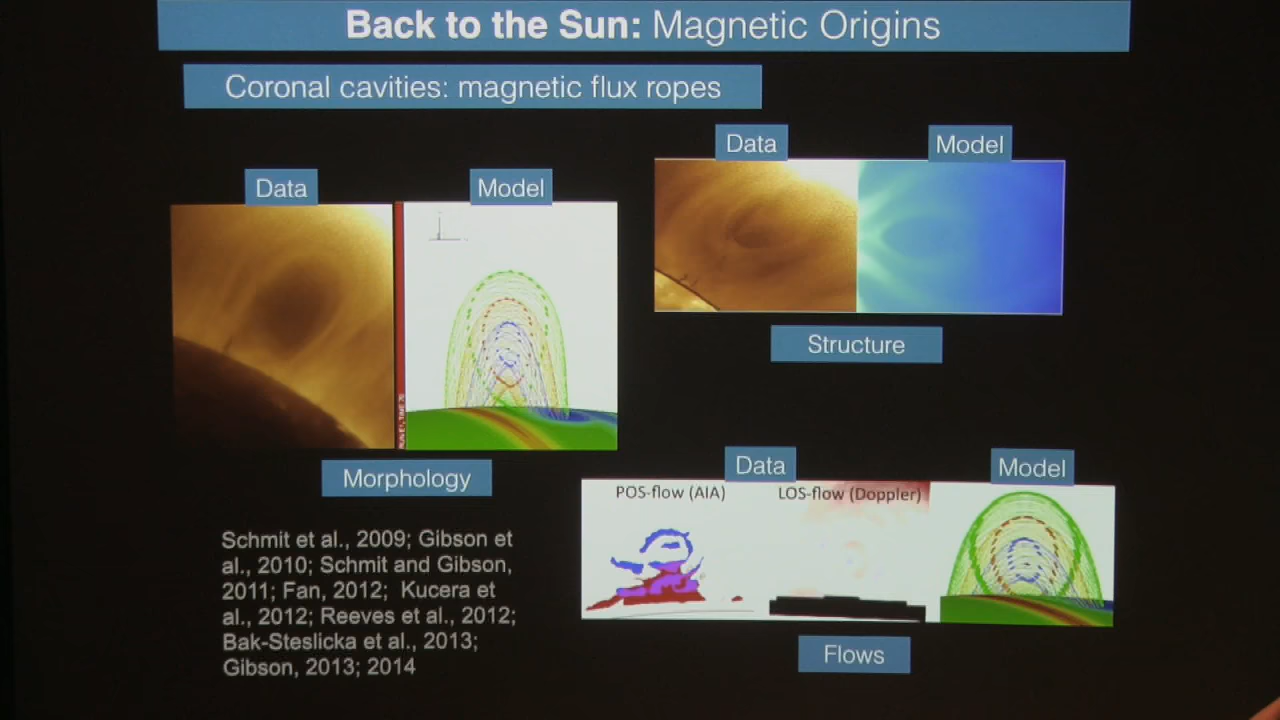 Back to the Sun: Magnetic Origins
Coronal cavities: magnetic flux ropes
Data
Model
Morphology
Data
Model
Structure
Data
Model
POS-flow (AIA)
LOS-flow (Doppler)
Flows
Schmit et al., 2009; Gibson et
al., 2010; Schmit and Gibson,
2011; Fan, 2012; Kucera et
al., 2012; Reeves et al., 2012;
Bak-Steslicka et al., 2013;
Gibson, 2013; 2014